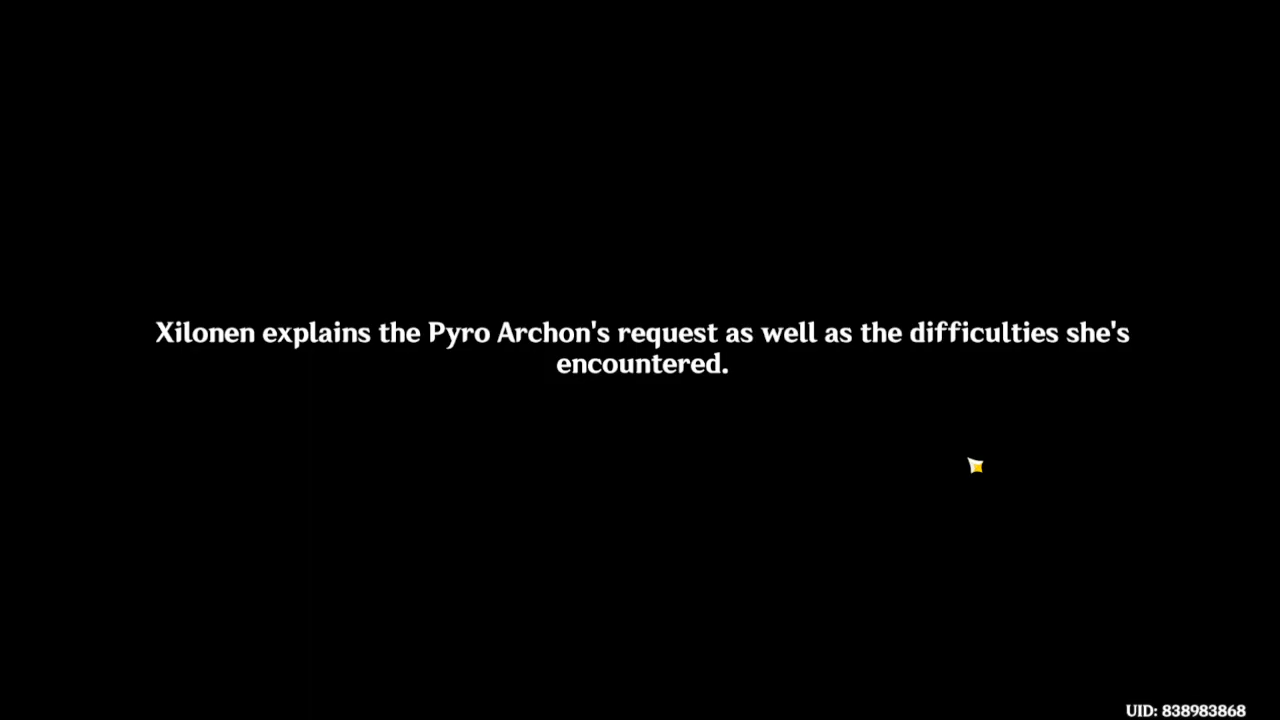 Xilonen explains the Pyro Archon's request as well as the difficulties she's
encountered.
UID: 838983868